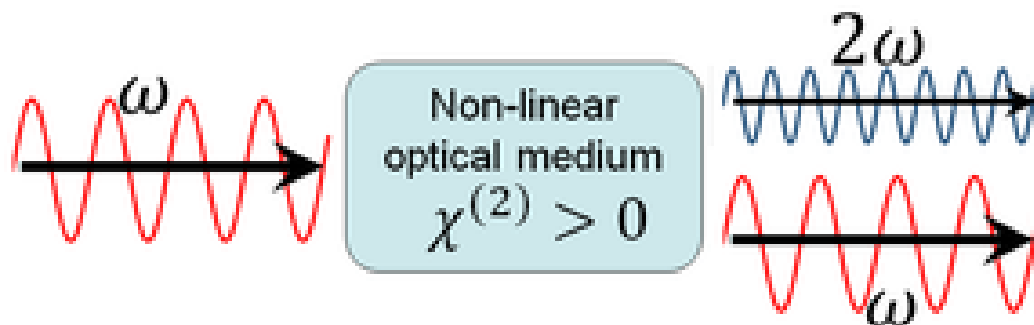 ω
Non-linear
optical medium
χ⁽²⁾ > 0
2ω
ω